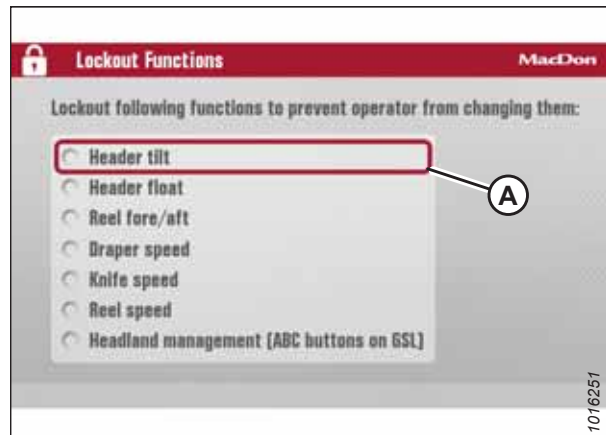 Lockout Functions MacDon
Lockout following functions to prevent operator from changing them:
Header tilt
A
Header float
Reel fore/aft
Draper speed
Knife speed
Reel speed
Headland management (ABC buttons on GSL)
1016251